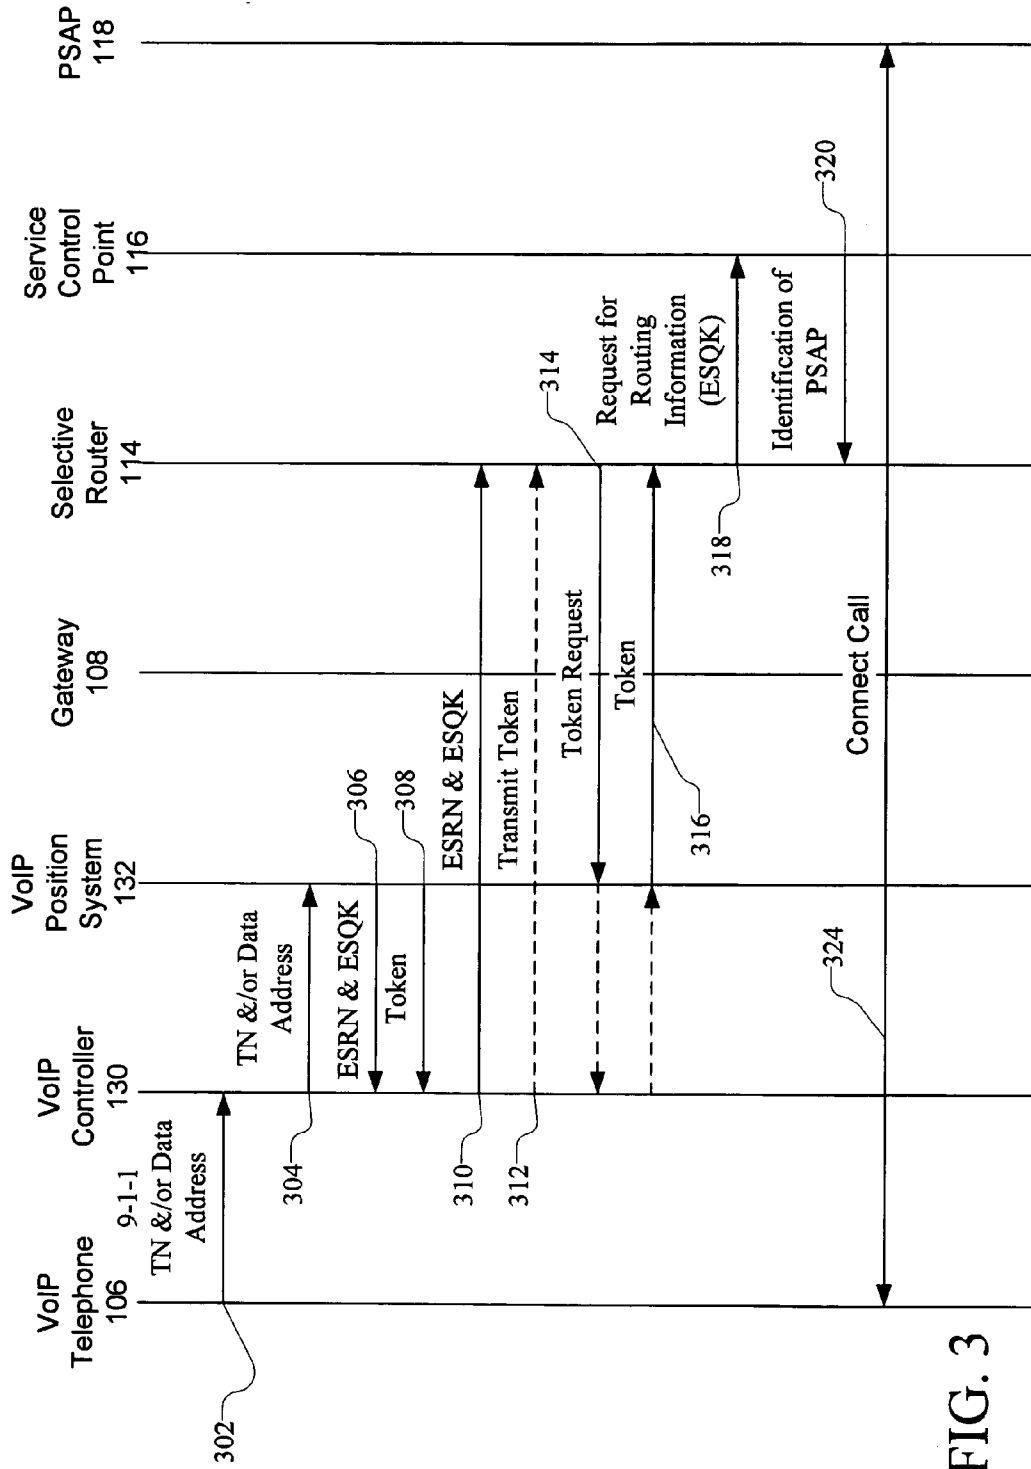 VoIP
Telephone
106
VoIP
Controller
130
VoIP
Position
System
132
Gateway
108
Selective
Router
114
Service
Control
Point
116
PSAP
118
302
9-1-1
TN &/or Data
Address
304
TN &/or Data
Address
306
ESRN & ESQK
308
Token
310
ESRN & ESQK
312
Transmit Token
314
Token Request
Token
316
Request for
Routing
Information
(ESQK)
318
Identification of
PSAP
320
Connect Call
324
FIG. 3